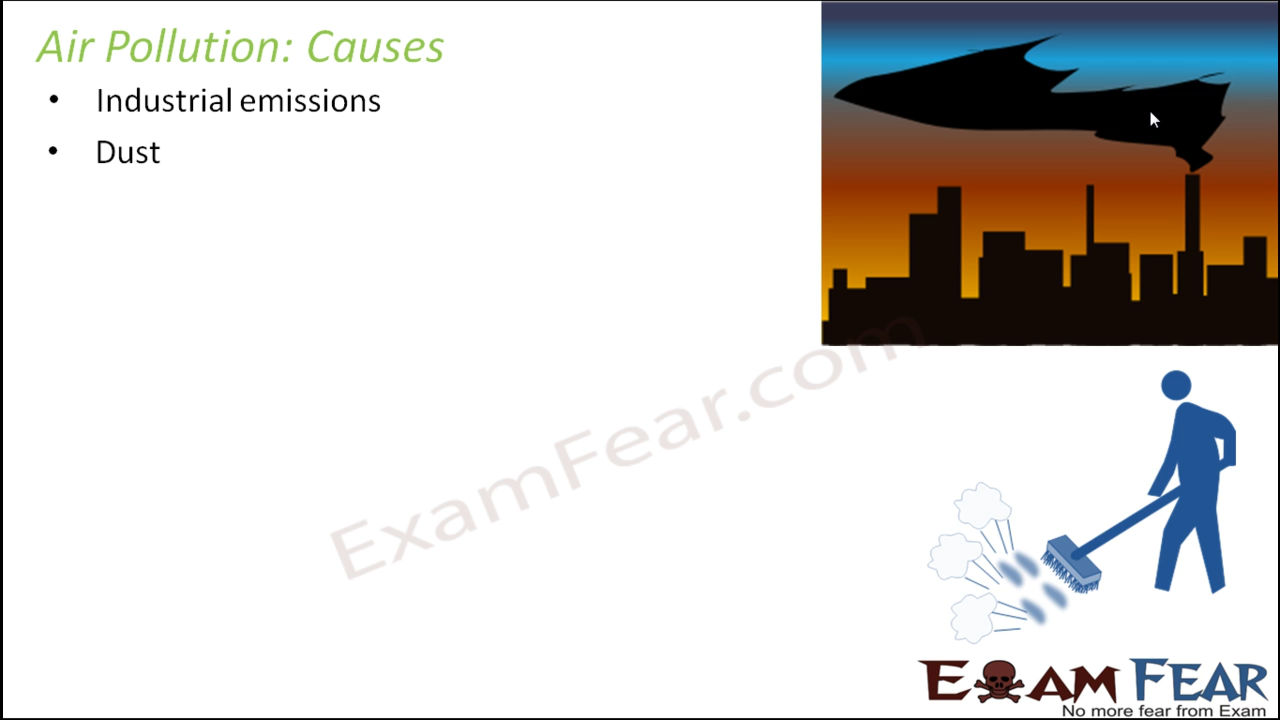 Air Pollution: Causes
• Industrial emissions
• Dust
ExamFear.com
EXAM FEAR
No more fear from Exam